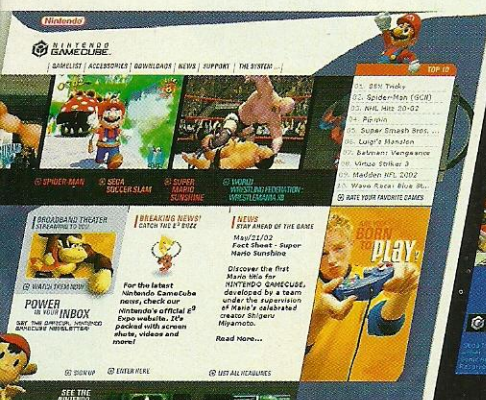 Nintendo
NINTENDO
GAMECUBE
GAMELIST | ACCESSORIES | DOWNLOADS | NEWS | SUPPORT | THE SYSTEM ...
TOP 10
01. SSX Tricky
02. Spider-Man (GCN)
03. NHL Hitz 20-02
04. Pikmin
05. Super Smash Bros. ...
06. Luigi's Mansion
07. Batman: Vengeance
08. Virtua Striker 3
09. Madden NFL 2002
10. Wave Race: Blue St...
RATE YOUR FAVORITE GAMES
SPIDER-MAN
SEGA
SOCCER SLAM
SUPER
MARIO
SUNSHINE
WORLD
WRESTLING FEDERATION
WRESTLEMANIA X8
BROADBAND THEATER
STREAMING TO YOU
WATCH THEM NOW
POWER
IN YOUR INBOX
GET THE OFFICIAL NINTENDO
GAMECUBE NEWSLETTER!
SIGN UP
BREAKING NEWS!
CATCH THE E3 BUZZ
For the latest
Nintendo GameCube
news, check our
Nintendo's official E3
Expo website. It's
packed with screen
shots, videos and
more!
ENTER HERE
NEWS
STAY AHEAD OF THE GAME
May/21/02
Fact Sheet - Super
Mario Sunshine
Discover the first
Mario title for
NINTENDO GAMECUBE,
developed by a team
under the supervision
of Mario's celebrated
creator Shigeru
Miyamoto.
Read More...
LIST ALL HEADLINES
BORN
TO PLAY?
SEE THE
NINTENDO